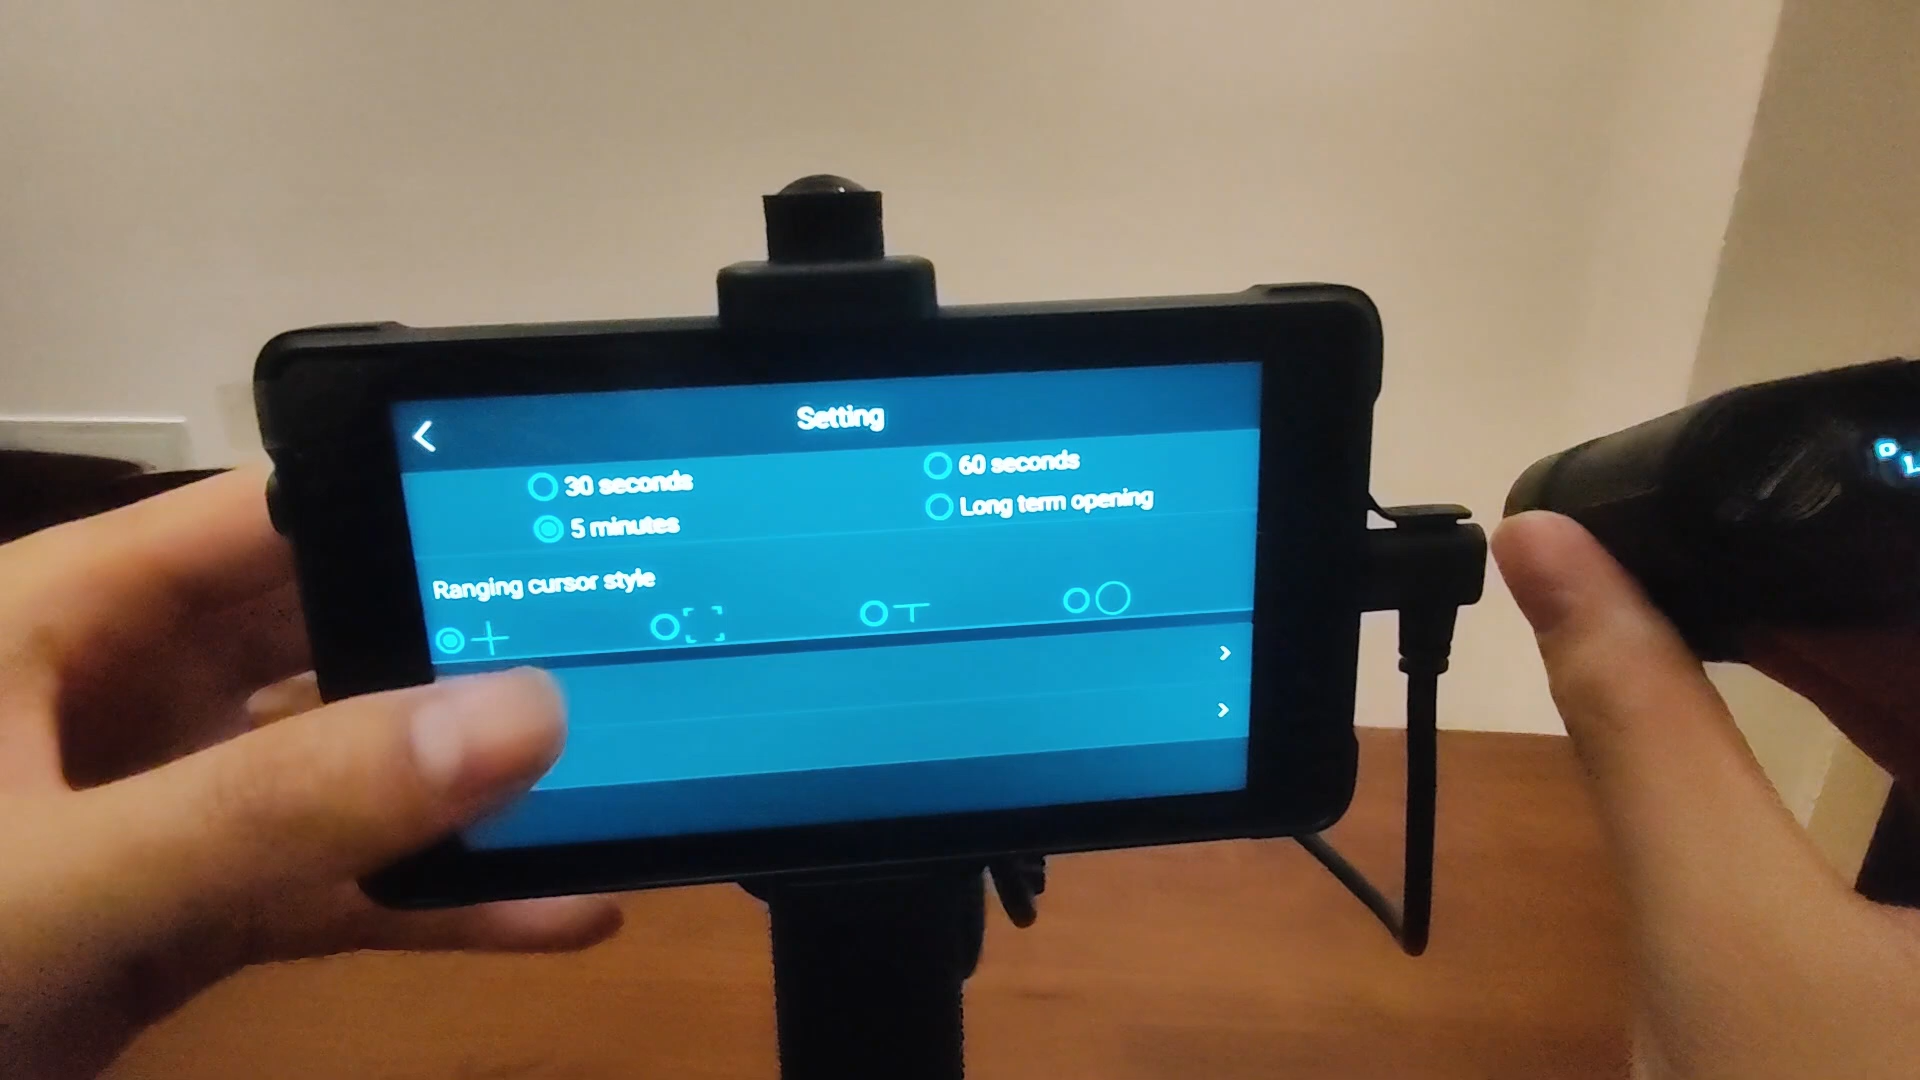 Setting
30 seconds
60 seconds
5 minutes
Long term opening
Ranging cursor style